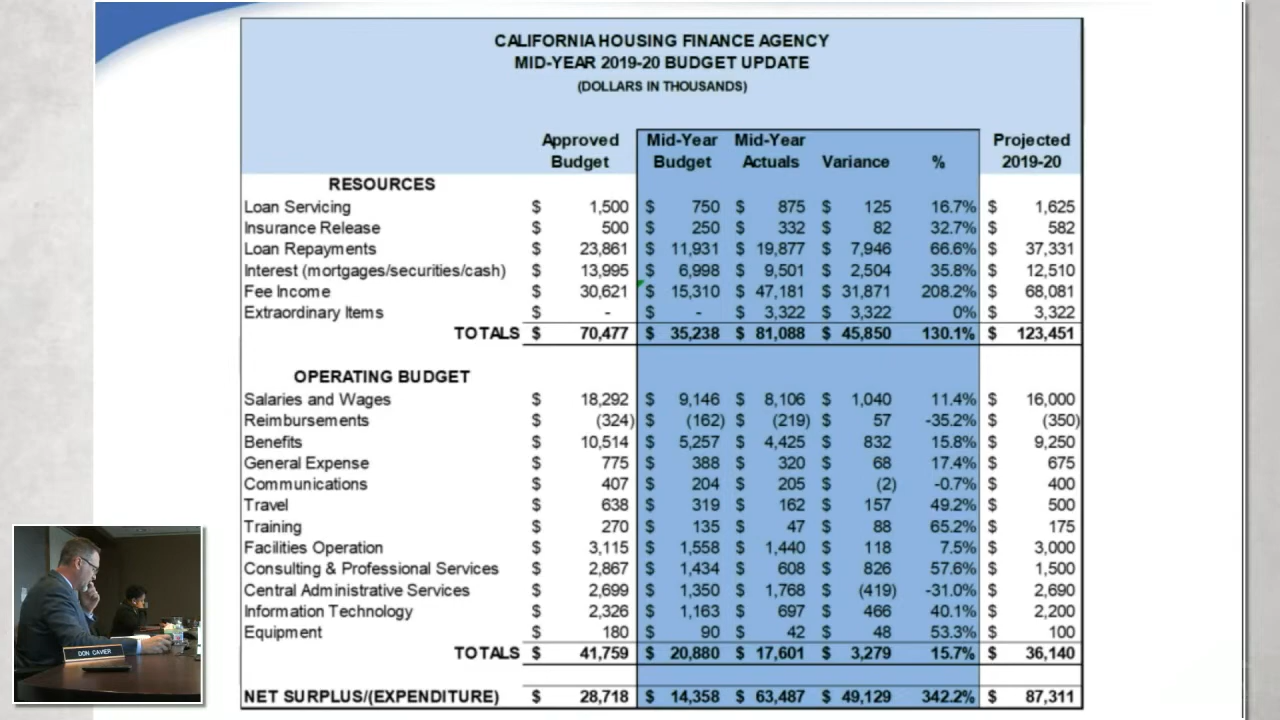 CALIFORNIA HOUSING FINANCE AGENCY
MID-YEAR 2019-20 BUDGET UPDATE
(DOLLARS IN THOUSANDS)
Approved Budget Mid-Year Budget Mid-Year Actuals Variance % Projected 2019-20
RESOURCES
Loan Servicing $ 1,500 $ 750 $ 875 $ 125 16.7% $ 1,625
Insurance Release $ 500 $ 250 $ 332 $ 82 32.7% $ 582
Loan Repayments $ 23,861 $ 11,931 $ 19,877 $ 7,946 66.6% $ 37,331
Interest (mortgages/securities/cash) $ 13,995 $ 6,998 $ 9,501 $ 2,504 35.8% $ 12,510
Fee Income $ 30,621 $ 15,310 $ 47,181 $ 31,871 208.2% $ 68,081
Extraordinary Items $ - $ - $ 3,322 $ 3,322 0% $ 3,322
TOTALS $ 70,477 $ 35,238 $ 81,088 $ 45,850 130.1% $ 123,451
OPERATING BUDGET
Salaries and Wages $ 18,292 $ 9,146 $ 8,106 $ 1,040 11.4% $ 16,000
Reimbursements $ (324) $ (162) $ (219) $ 57 -35.2% $ (350)
Benefits $ 10,514 $ 5,257 $ 4,425 $ 832 15.8% $ 9,250
General Expense $ 775 $ 388 $ 320 $ 68 17.4% $ 675
Communications $ 407 $ 204 $ 205 $ (2) -0.7% $ 400
Travel $ 638 $ 319 $ 162 $ 157 49.2% $ 500
Training $ 270 $ 135 $ 47 $ 88 65.2% $ 175
Facilities Operation $ 3,115 $ 1,558 $ 1,440 $ 118 7.5% $ 3,000
Consulting & Professional Services $ 2,867 $ 1,434 $ 608 $ 826 57.6% $ 1,500
Central Administrative Services $ 2,699 $ 1,350 $ 1,768 $ (419) -31.0% $ 2,690
Information Technology $ 2,326 $ 1,163 $ 697 $ 466 40.1% $ 2,200
Equipment $ 180 $ 90 $ 42 $ 48 53.3% $ 100
TOTALS $ 41,759 $ 20,880 $ 17,601 $ 3,279 15.7% $ 36,140
NET SURPLUS/(EXPENDITURE) $ 28,718 $ 14,358 $ 63,487 $ 49,129 342.2% $ 87,311
DON CAVIER